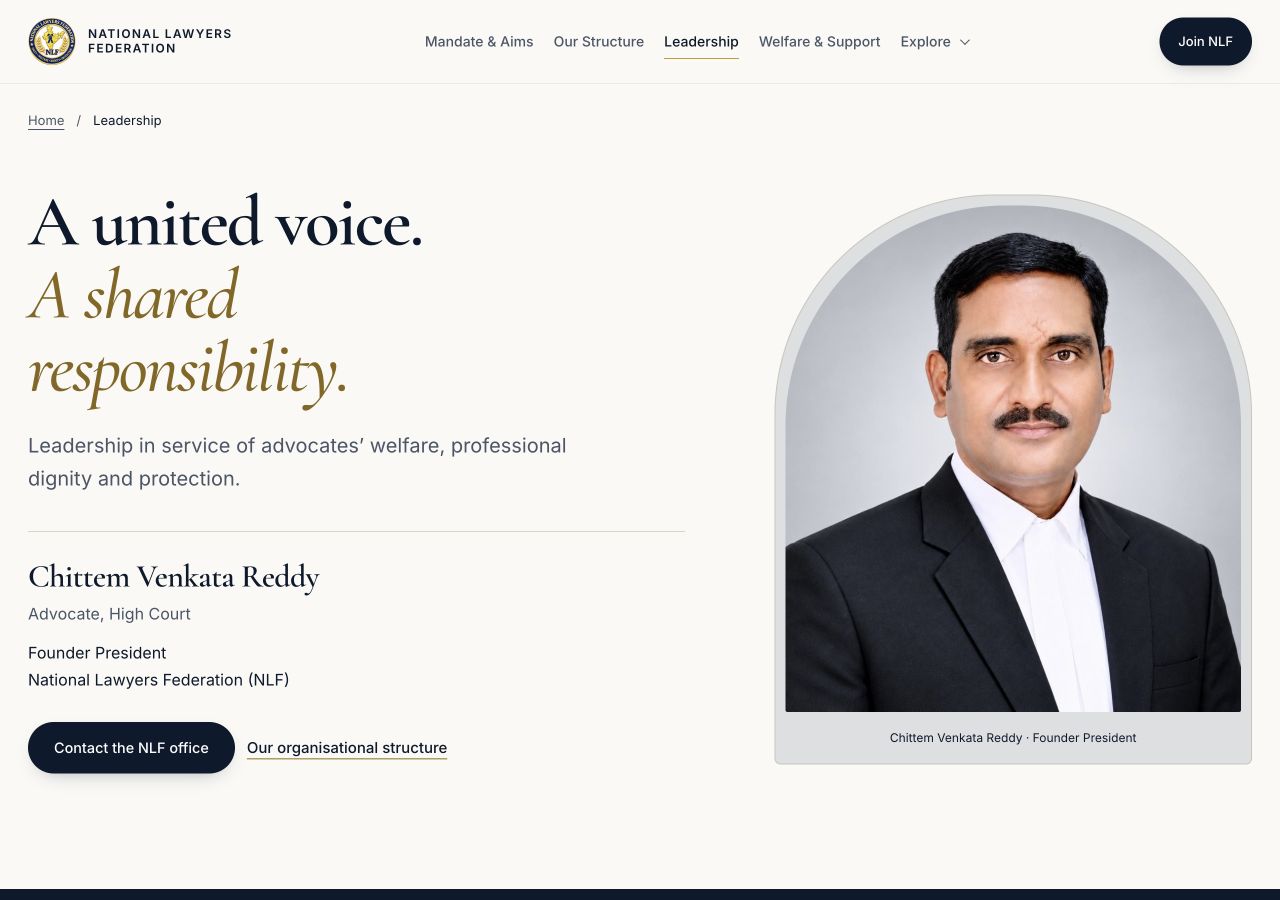 NLF
NATIONAL LAWYERS
FEDERATION
Mandate & Aims
Our Structure
Leadership
Welfare & Support
Explore
Join NLF
Home / Leadership
A united voice.
A shared
responsibility.
Leadership in service of advocates’ welfare, professional
dignity and protection.
Chittem Venkata Reddy
Advocate, High Court
Founder President
National Lawyers Federation (NLF)
Contact the NLF office
Our organisational structure
Chittem Venkata Reddy · Founder President